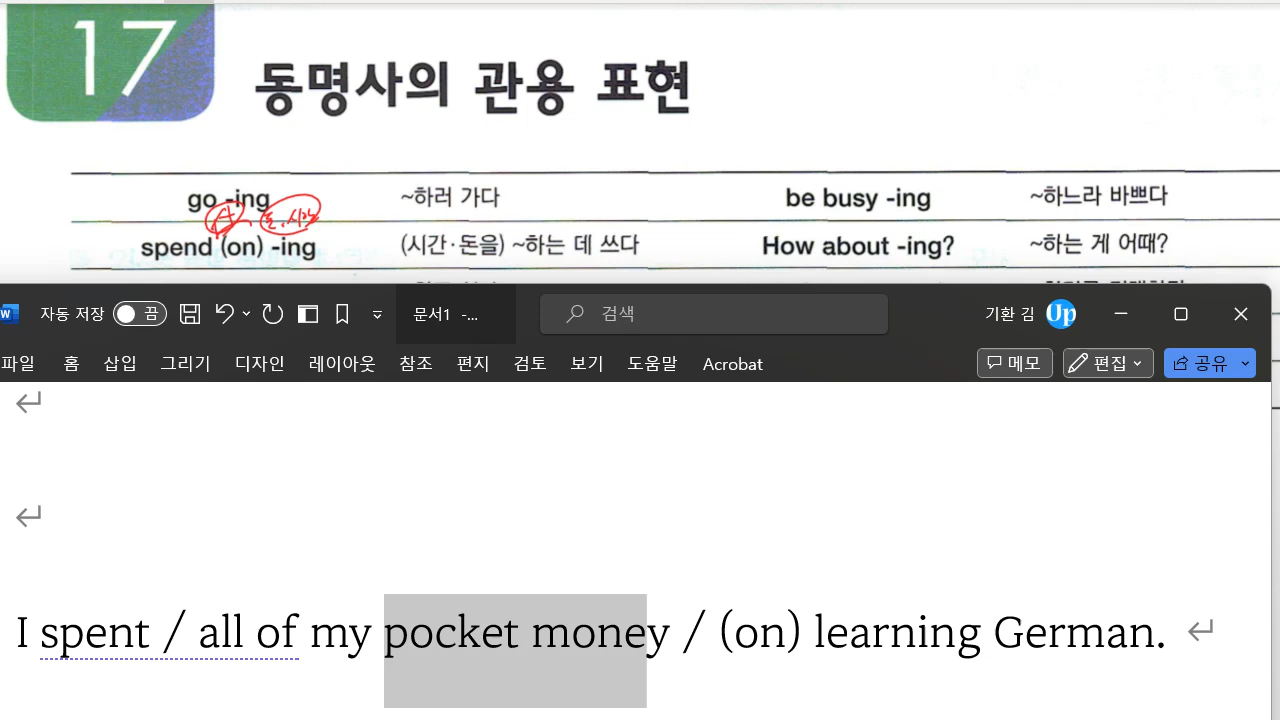 17 동명사의 관용 표현
go -ing ~하러 가다 be busy -ing ~하느라 바쁘다
spend (on) -ing (시간·돈을) ~하는 데 쓰다 How about -ing? ~하는 게 어때?
자동 저장 끔 문서1 -... 검색 기환 김 Up
파일 홈 삽입 그리기 디자인 레이아웃 참조 편지 검토 보기 도움말 Acrobat 메모 편집 공유
I spent / all of my pocket money / (on) learning German.